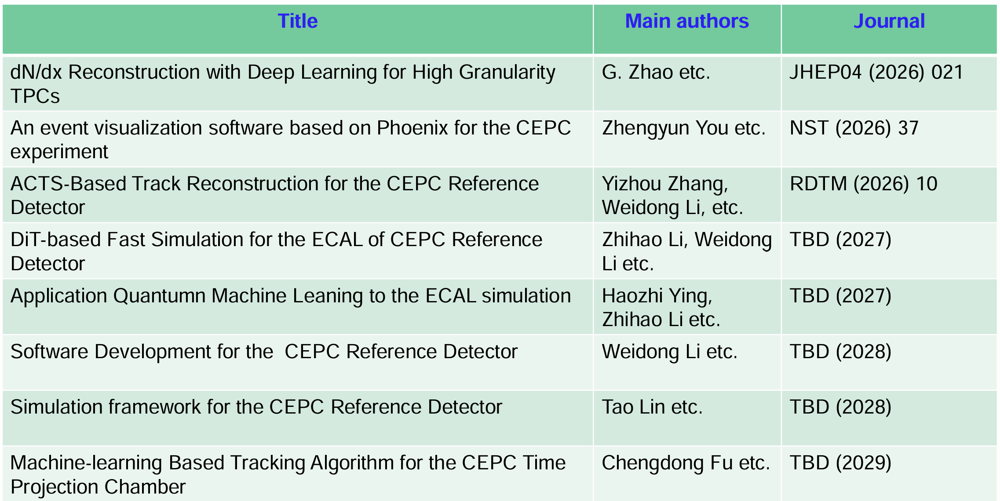 Title
Main authors
Journal
dN/dx Reconstruction with Deep Learning for High Granularity
TPCs
G. Zhao etc.
JHEP04 (2026) 021
An event visualization software based on Phoenix for the CEPC
experiment
Zhengyun You etc.
NST (2026) 37
ACTS-Based Track Reconstruction for the CEPC Reference
Detector
Yizhou Zhang,
Weidong Li, etc.
RDTM (2026) 10
DiT-based Fast Simulation for the ECAL of CEPC Reference
Detector
Zhihao Li, Weidong
Li etc.
TBD (2027)
Application Quantumn Machine Leaning to the ECAL simulation
Haozhi Ying,
Zhihao Li etc.
TBD (2027)
Software Development for the  CEPC Reference Detector
Weidong Li etc.
TBD (2028)
Simulation framework for the CEPC Reference Detector
Tao Lin etc.
TBD (2028)
Machine-learning Based Tracking Algorithm for the CEPC Time
Projection Chamber
Chengdong Fu etc.
TBD (2029)